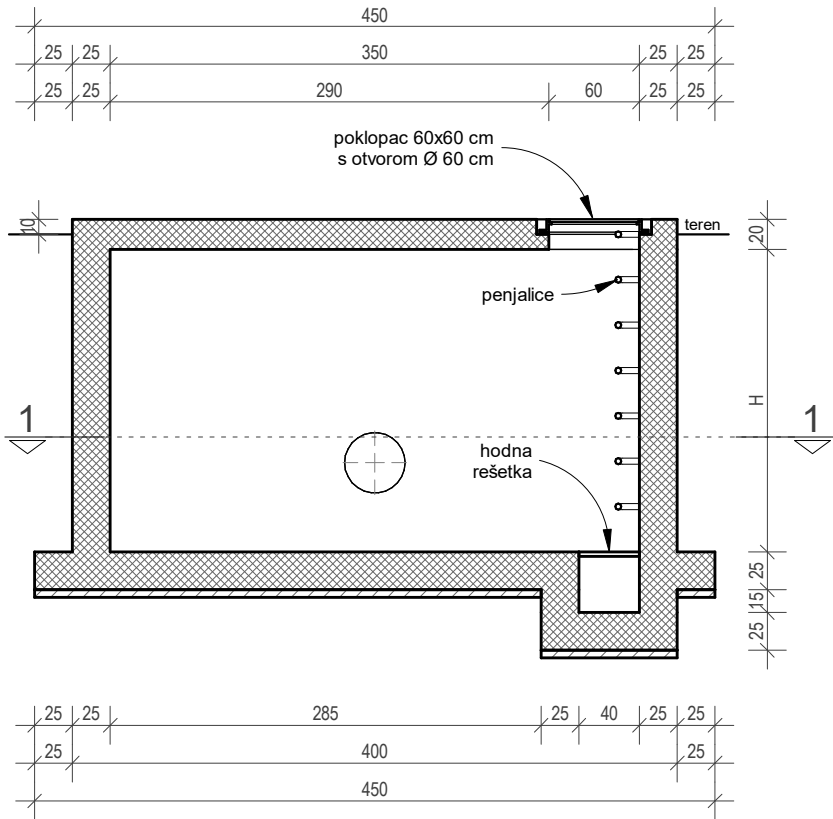 450
25 25 350 25 25
25 25 290 60 25 25
poklopac 60x60 cm
s otvorom Ø 60 cm
10
teren
20
penjalice
H
1
1
hodna
rešetka
25
15
25
25 25 285 25 40 25 25
25 400 25
450